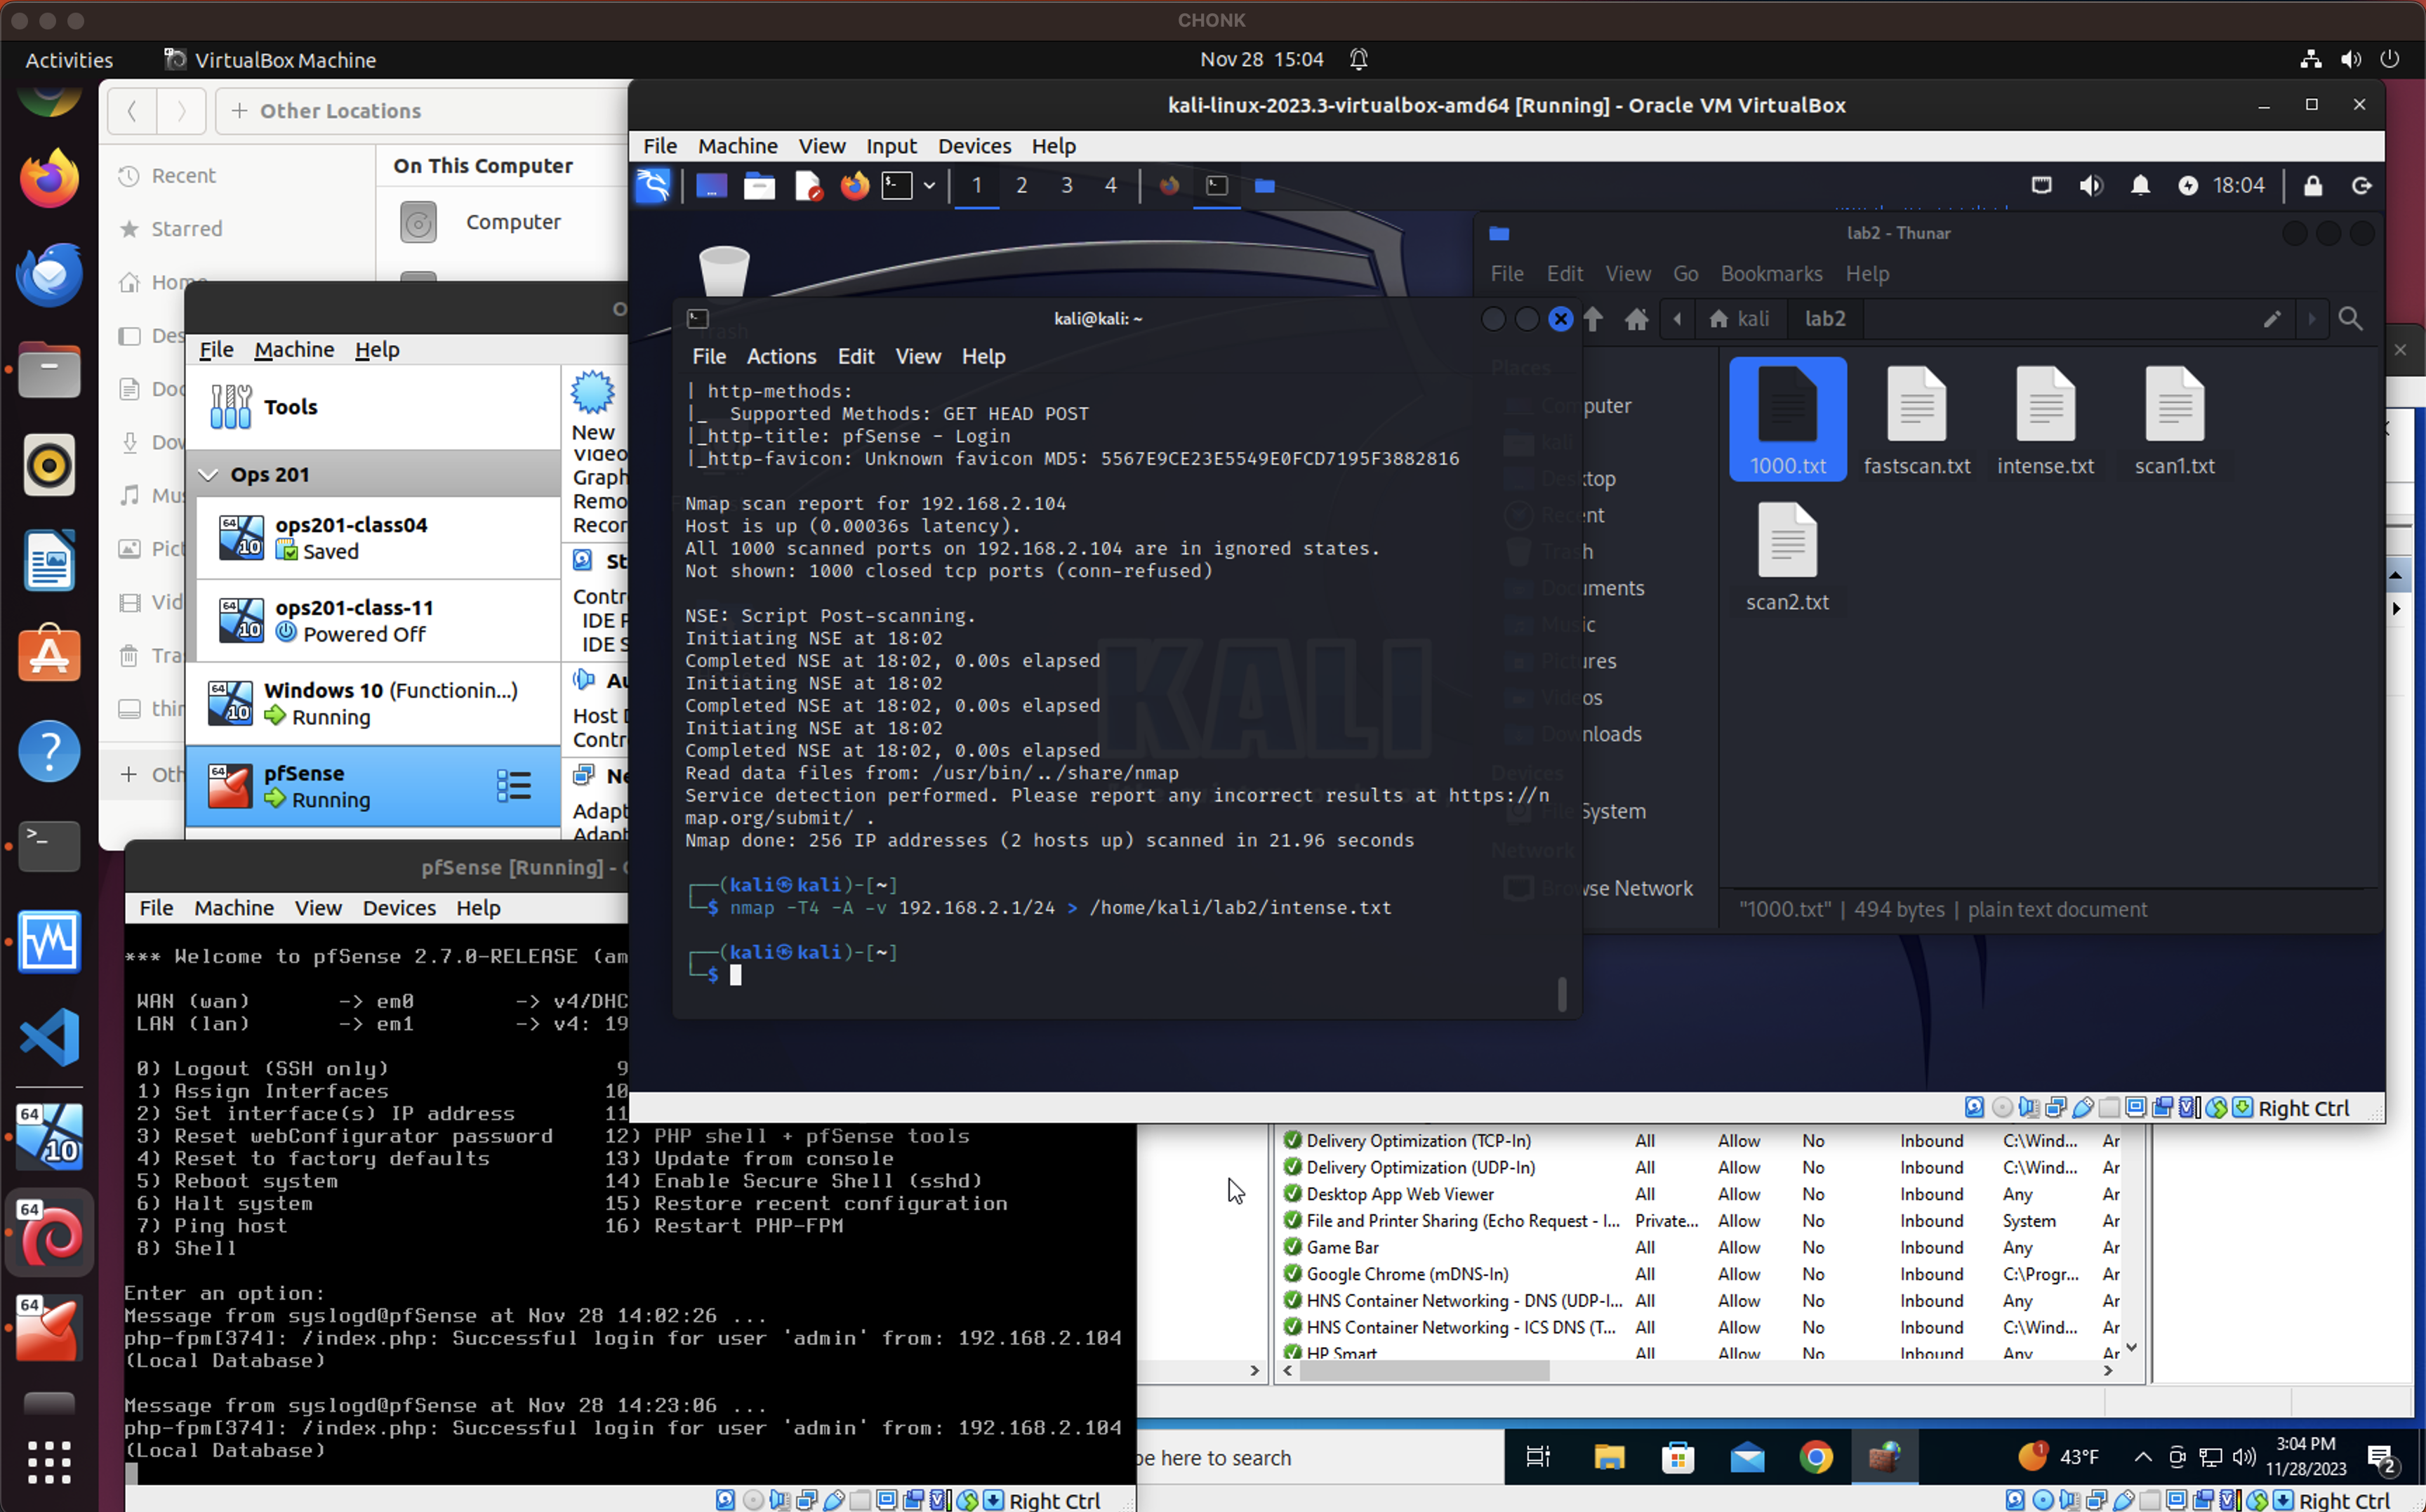 CHONK
Activities
VirtualBox Machine
Nov 28 15:04
Other Locations
Recent
Starred
On This Computer
Computer
kali-linux-2023.3-virtualbox-amd64 [Running] - Oracle VM VirtualBox
File Machine View Input Devices Help
1 2 3 4
18:04
lab2 - Thunar
File Edit View Go Bookmarks Help
kali lab2
Places
Computer
kali
Desktop
Recent
Trash
Documents
Music
Pictures
Videos
Downloads
Devices
File System
Network
Browse Network
1000.txt fastscan.txt intense.txt scan1.txt
scan2.txt
"1000.txt" | 494 bytes | plain text document
kali@kali: ~
File Actions Edit View Help
| http-methods:
|_ Supported Methods: GET HEAD POST
|_http-title: pfSense - Login
|_http-favicon: Unknown favicon MD5: 5567E9CE23E5549E0FCD7195F3882816
Nmap scan report for 192.168.2.104
Host is up (0.00036s latency).
All 1000 scanned ports on 192.168.2.104 are in ignored states.
Not shown: 1000 closed tcp ports (conn-refused)
NSE: Script Post-scanning.
Initiating NSE at 18:02
Completed NSE at 18:02, 0.00s elapsed
Initiating NSE at 18:02
Completed NSE at 18:02, 0.00s elapsed
Initiating NSE at 18:02
Completed NSE at 18:02, 0.00s elapsed
Read data files from: /usr/bin/../share/nmap
Service detection performed. Please report any incorrect results at https://n
map.org/submit/ .
Nmap done: 256 IP addresses (2 hosts up) scanned in 21.96 seconds
(kali㉿kali)-[~]
$ nmap -T4 -A -v 192.168.2.1/24 > /home/kali/lab2/intense.txt
(kali㉿kali)-[~]
$
KALI
Right Ctrl
File Machine Help
Tools
Ops 201
ops201-class04
Saved
ops201-class-11
Powered Off
Windows 10 (Functionin...)
Running
pfSense
Running
New
pfSense [Running] -
File Machine View Devices Help
*** Welcome to pfSense 2.7.0-RELEASE (am
WAN (wan) -> em0 -> v4/DHC
LAN (lan) -> em1 -> v4: 19
0) Logout (SSH only) 9
1) Assign Interfaces 10
2) Set interface(s) IP address 11
3) Reset webConfigurator password 12) PHP shell + pfSense tools
4) Reset to factory defaults 13) Update from console
5) Reboot system 14) Enable Secure Shell (sshd)
6) Halt system 15) Restore recent configuration
7) Ping host 16) Restart PHP-FPM
8) Shell
Enter an option:
Message from syslogd@pfSense at Nov 28 14:02:26 ...
php-fpm[374]: /index.php: Successful login for user 'admin' from: 192.168.2.104
(Local Database)
Message from syslogd@pfSense at Nov 28 14:23:06 ...
php-fpm[374]: /index.php: Successful login for user 'admin' from: 192.168.2.104
(Local Database)
Right Ctrl
Delivery Optimization (TCP-In) All Allow No Inbound C:\Wind... Ar
Delivery Optimization (UDP-In) All Allow No Inbound C:\Wind... Ar
Desktop App Web Viewer All Allow No Inbound Any Ar
File and Printer Sharing (Echo Request - I... Private... Allow No Inbound System Ar
Game Bar All Allow No Inbound Any Ar
Google Chrome (mDNS-In) All Allow No Inbound C:\Progr... Ar
HNS Container Networking - DNS (UDP-I... All Allow No Inbound Any Ar
HNS Container Networking - ICS DNS (T... All Allow No Inbound C:\Wind... Ar
HP Smart All Allow No Inbound Any Ar
pe here to search
43°F
3:04 PM
11/28/2023
2
Right Ctrl